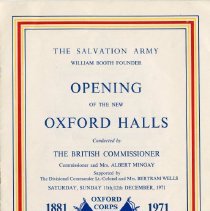 THE SALVATION ARMY
WILLIAM BOOTH FOUNDER
OPENING
OF THE NEW
OXFORD HALLS
Conducted by
THE BRITISH COMMISSIONER
Commissioner and Mrs. ALBERT MINGAY
Supported by
The Divisional Commander Lt. Colonel and Mrs. BERTRAM WELLS
SATURDAY, SUNDAY 11th/12th DECEMBER, 1971
1881 OXFORD CORPS 1971